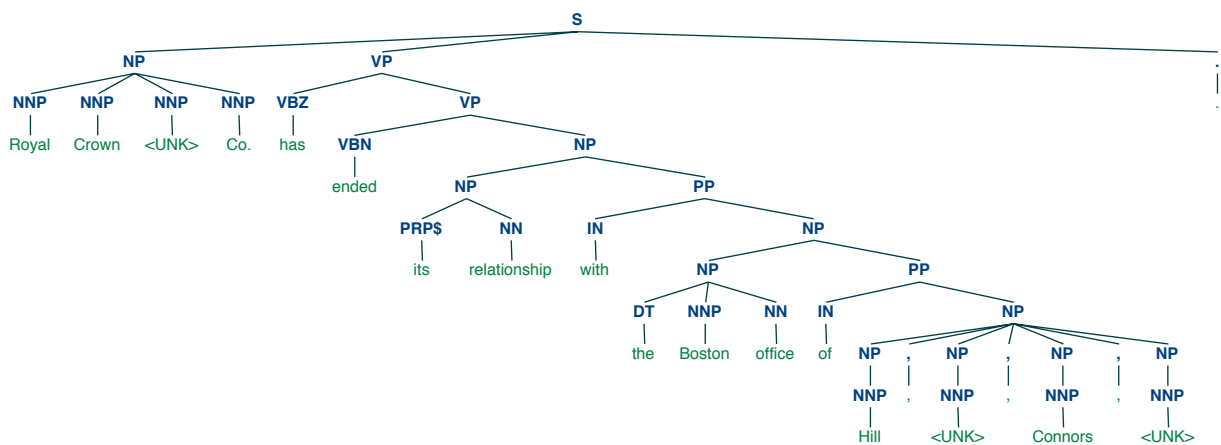 S
NP VP .
NNP NNP NNP NNP VBZ VP .
Royal Crown <UNK> Co. has VBN NP
ended NP PP
PRP$ NN IN NP
its relationship with NP PP
DT NNP NN IN NP
the Boston office of NP , NP , NP , NP
NNP , NNP , NNP , NNP
Hill <UNK> Connors <UNK>